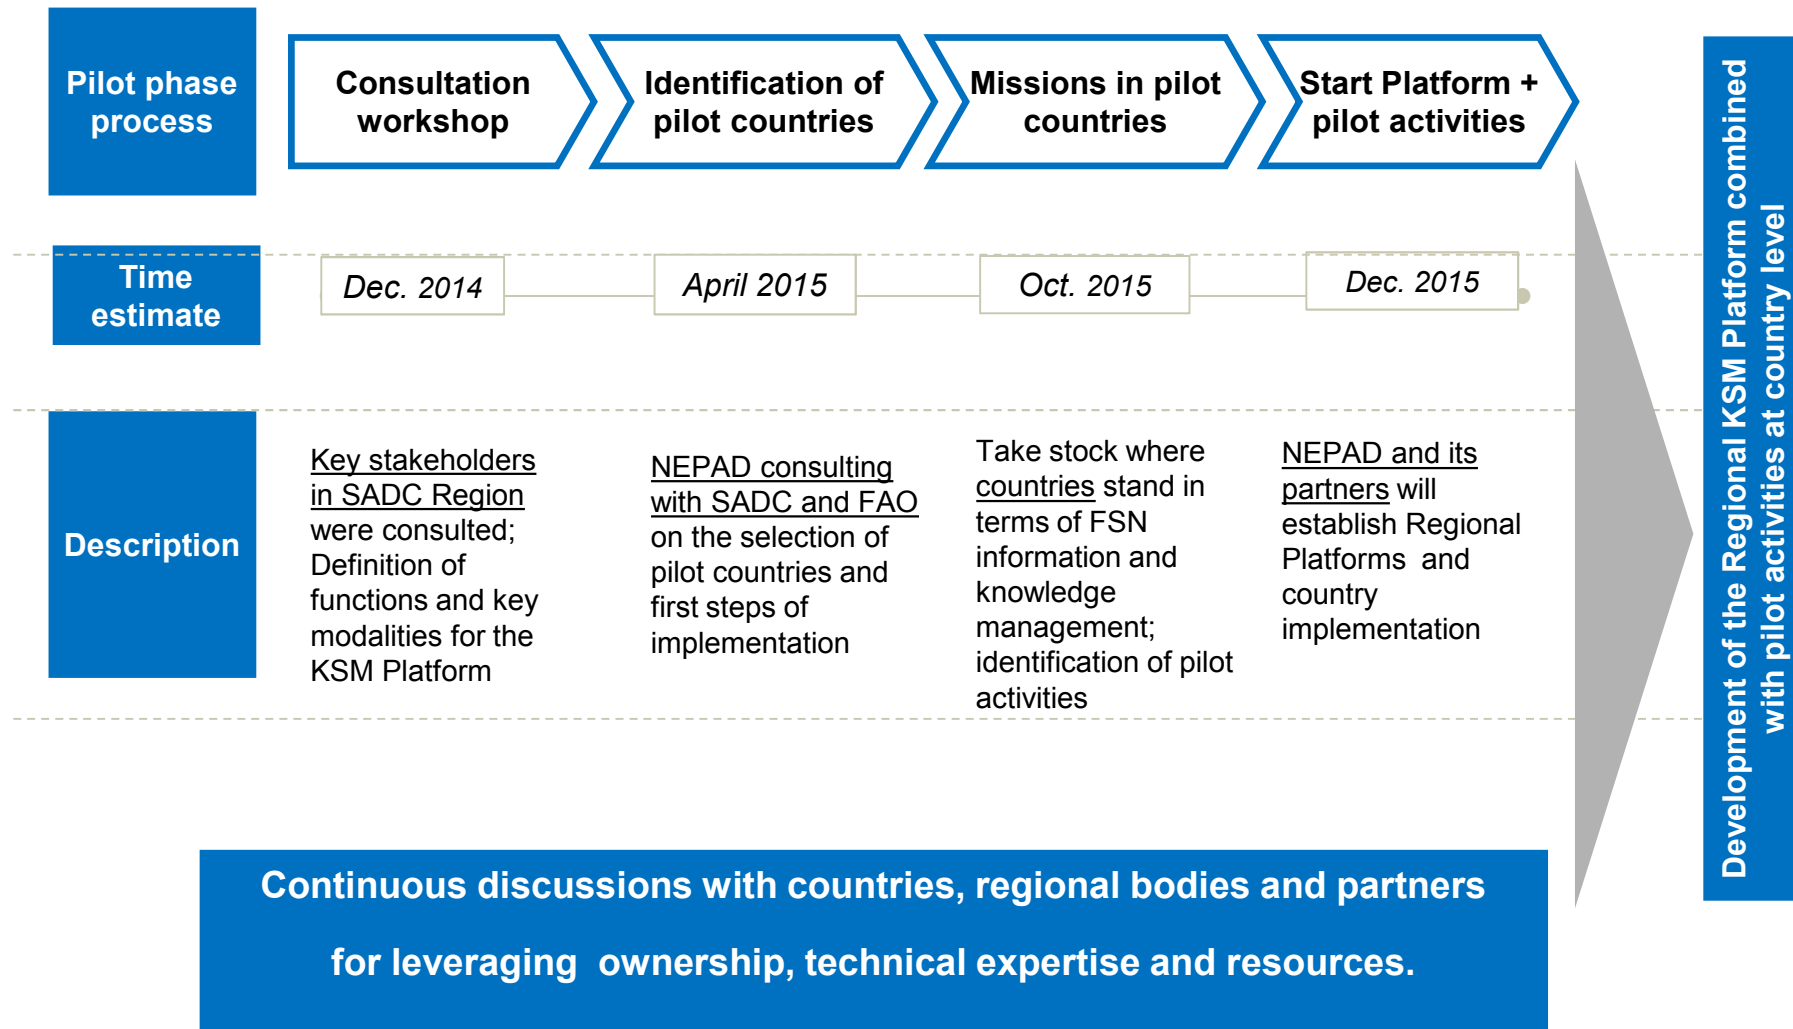 Pilot phase
process
Consultation
workshop
Identification of
pilot countries
Missions in pilot
countries
Start Platform +
pilot activities
Time
estimate
Dec. 2014
April 2015
Oct. 2015
Dec. 2015
Description
Key stakeholders
in SADC Region
were consulted;
Definition of
functions and key
modalities for the
KSM Platform
NEPAD consulting
with SADC and FAO
on the selection of
pilot countries and
first steps of
implementation
Take stock where
countries stand in
terms of FSN
information and
knowledge
management;
identification of pilot
activities
NEPAD and its
partners will
establish Regional
Platforms and
country
implementation
Development of the Regional KSM Platform combined
with pilot activities at country level
Continuous discussions with countries, regional bodies and partners
for leveraging ownership, technical expertise and resources.